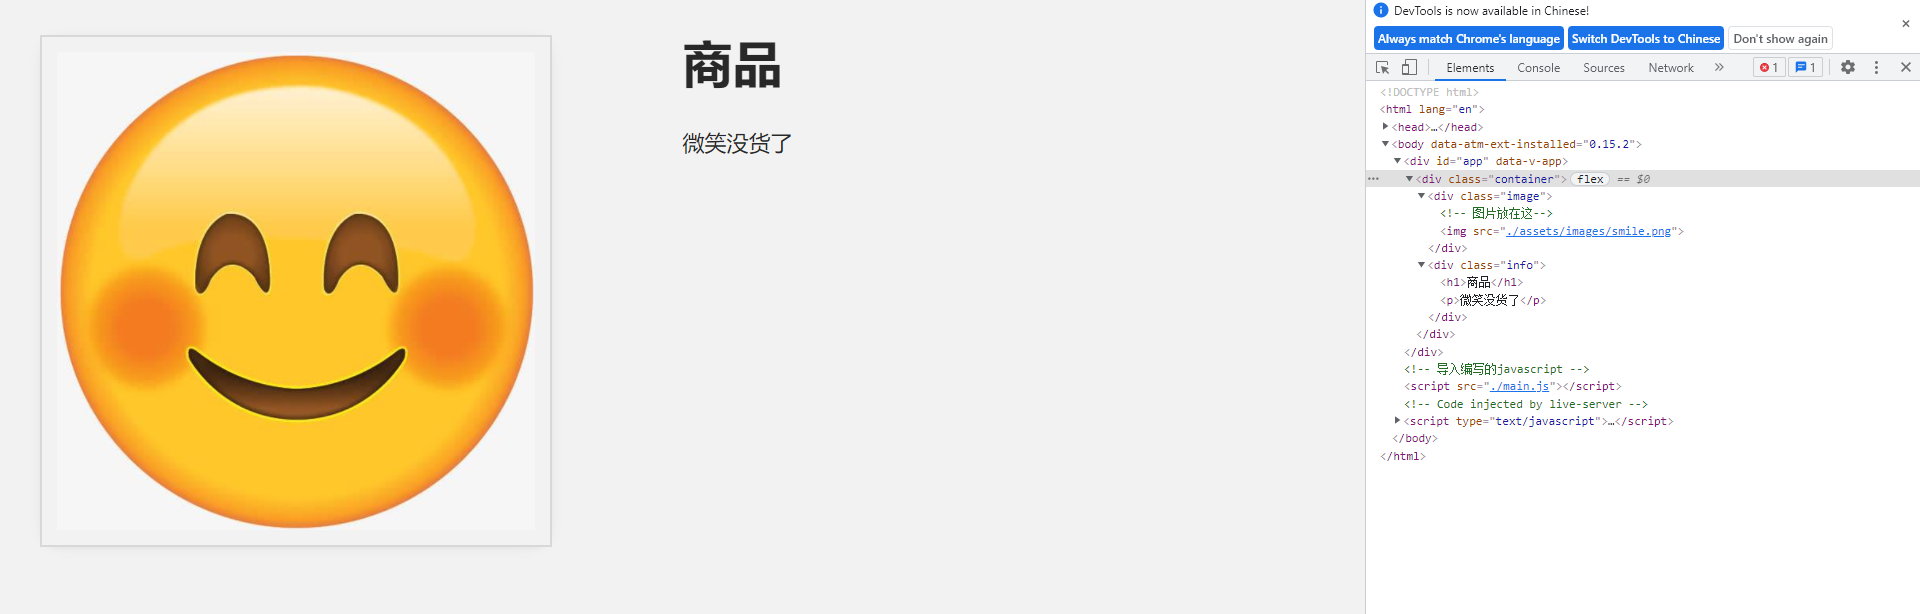 商品
微笑没货了
DevTools is now available in Chinese!
Always match Chrome's language
Switch DevTools to Chinese
Don't show again
Elements
Console
Sources
Network
»
1
1
<!DOCTYPE html>
<html lang="en">
<head>…</head>
<body data-atm-ext-installed="0.15.2">
<div id="app" data-v-app>
<div class="container"> flex == $0
<div class="image">
<!-- 图片放在这-->
<img src="./assets/images/smile.png">
</div>
<div class="info">
<h1>商品</h1>
<p>微笑没货了</p>
</div>
</div>
</div>
<!-- 导入编写的javascript -->
<script src="./main.js"></script>
<!-- Code injected by live-server -->
<script type="text/javascript">…</script>
</body>
</html>